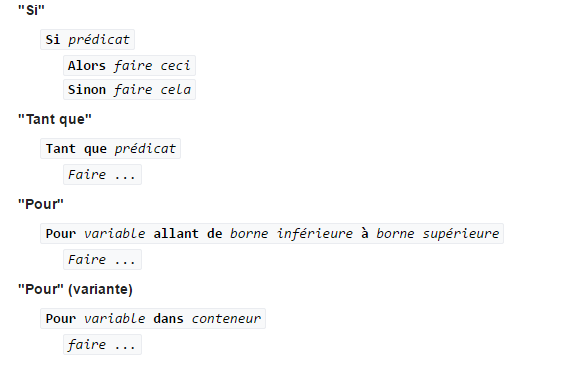 "Si"
Si prédicat
Alors faire ceci
Sinon faire cela
"Tant que"
Tant que prédicat
Faire ...
"Pour"
Pour variable allant de borne inférieure à borne supérieure
Faire ...
"Pour" (variante)
Pour variable dans conteneur
faire ...